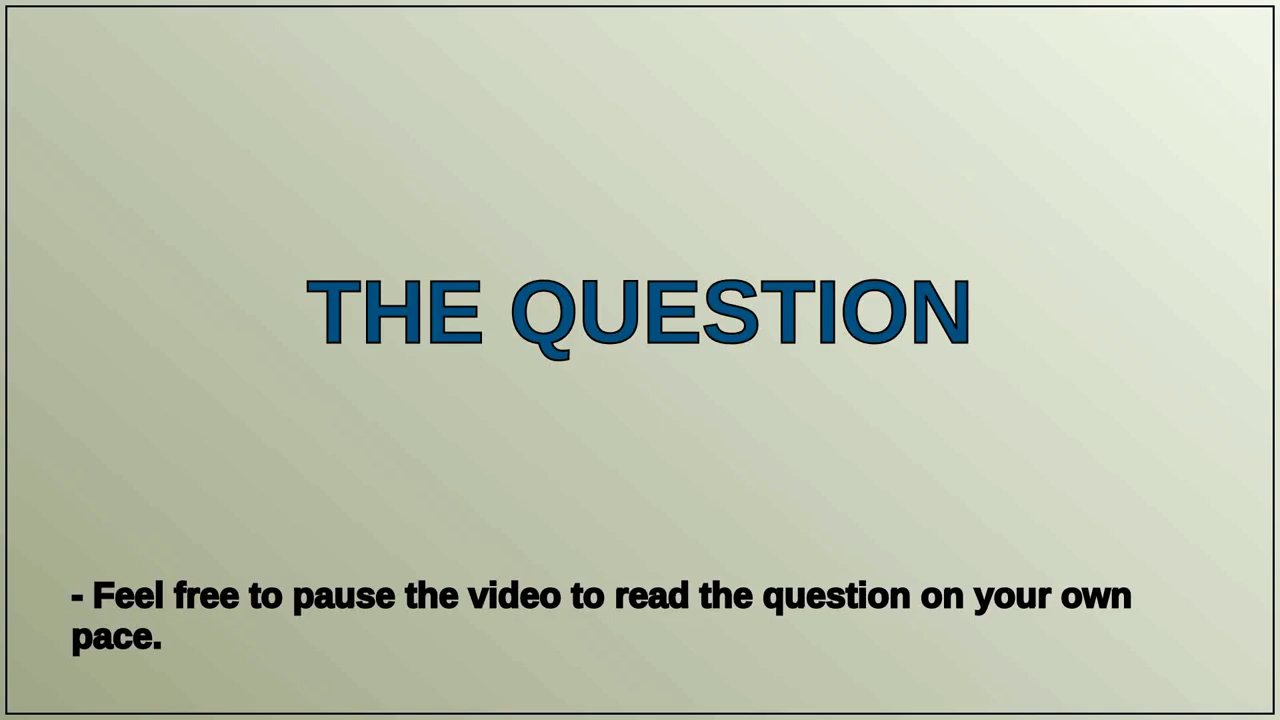 THE QUESTION
- Feel free to pause the video to read the question on your own
pace.